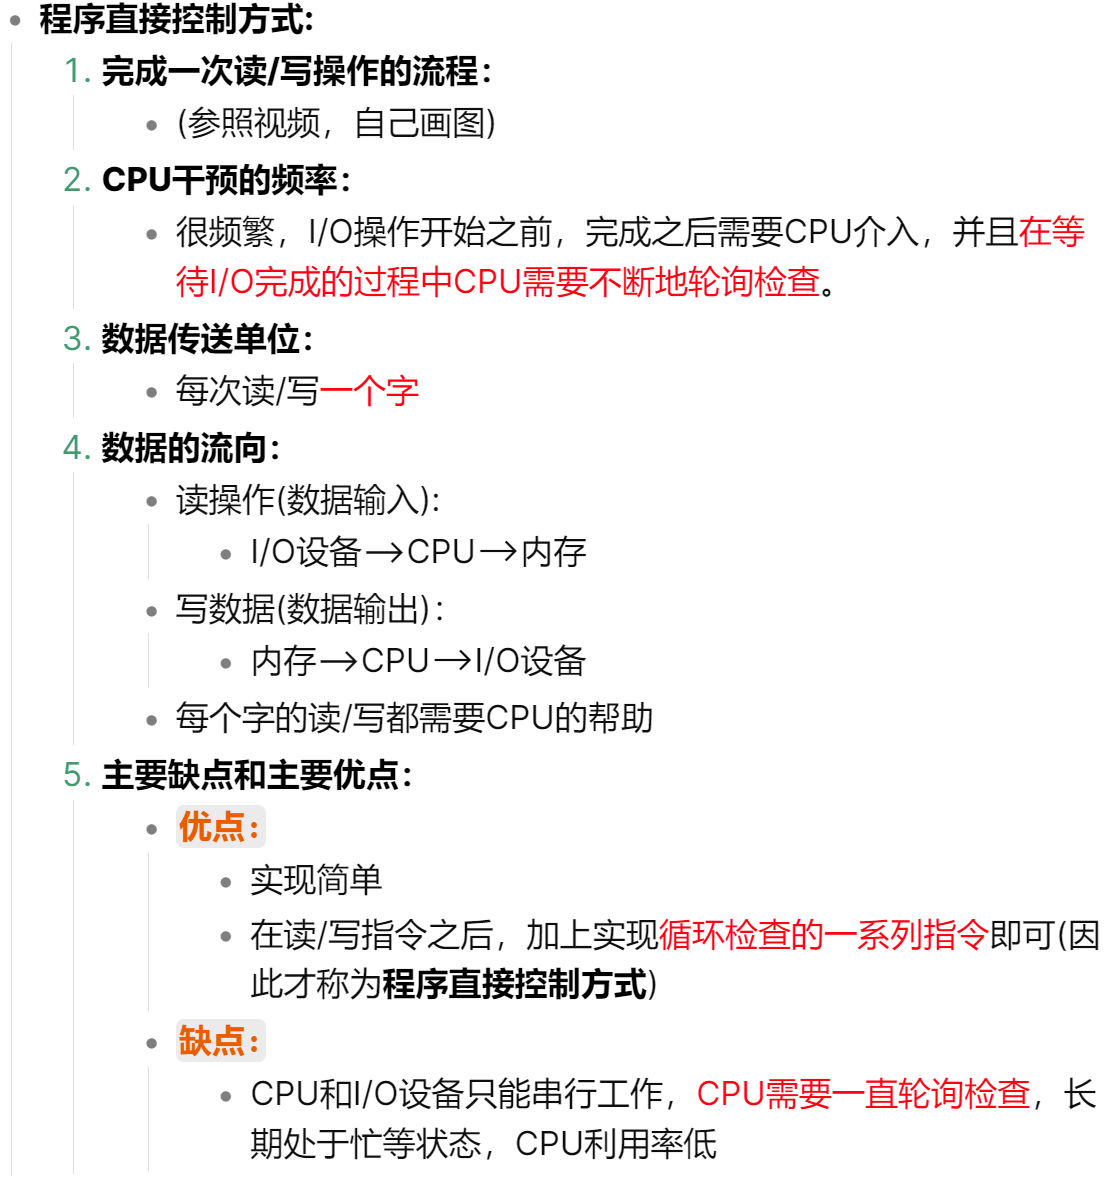 程序直接控制方式:
1. 完成一次读/写操作的流程：
(参照视频，自己画图)
2. CPU干预的频率：
很频繁，I/O操作开始之前，完成之后需要CPU介入，并且在等
待I/O完成的过程中CPU需要不断地轮询检查。
3. 数据传送单位：
每次读/写一个字
4. 数据的流向：
读操作(数据输入)：
I/O设备→CPU→内存
写数据(数据输出)：
内存→CPU→I/O设备
每个字的读/写都需要CPU的帮助
5. 主要缺点和主要优点：
优点：
实现简单
在读/写指令之后，加上实现循环检查的一系列指令即可(因
此才称为程序直接控制方式)
缺点：
CPU和I/O设备只能串行工作，CPU需要一直轮询检查，长
期处于忙等状态，CPU利用率低